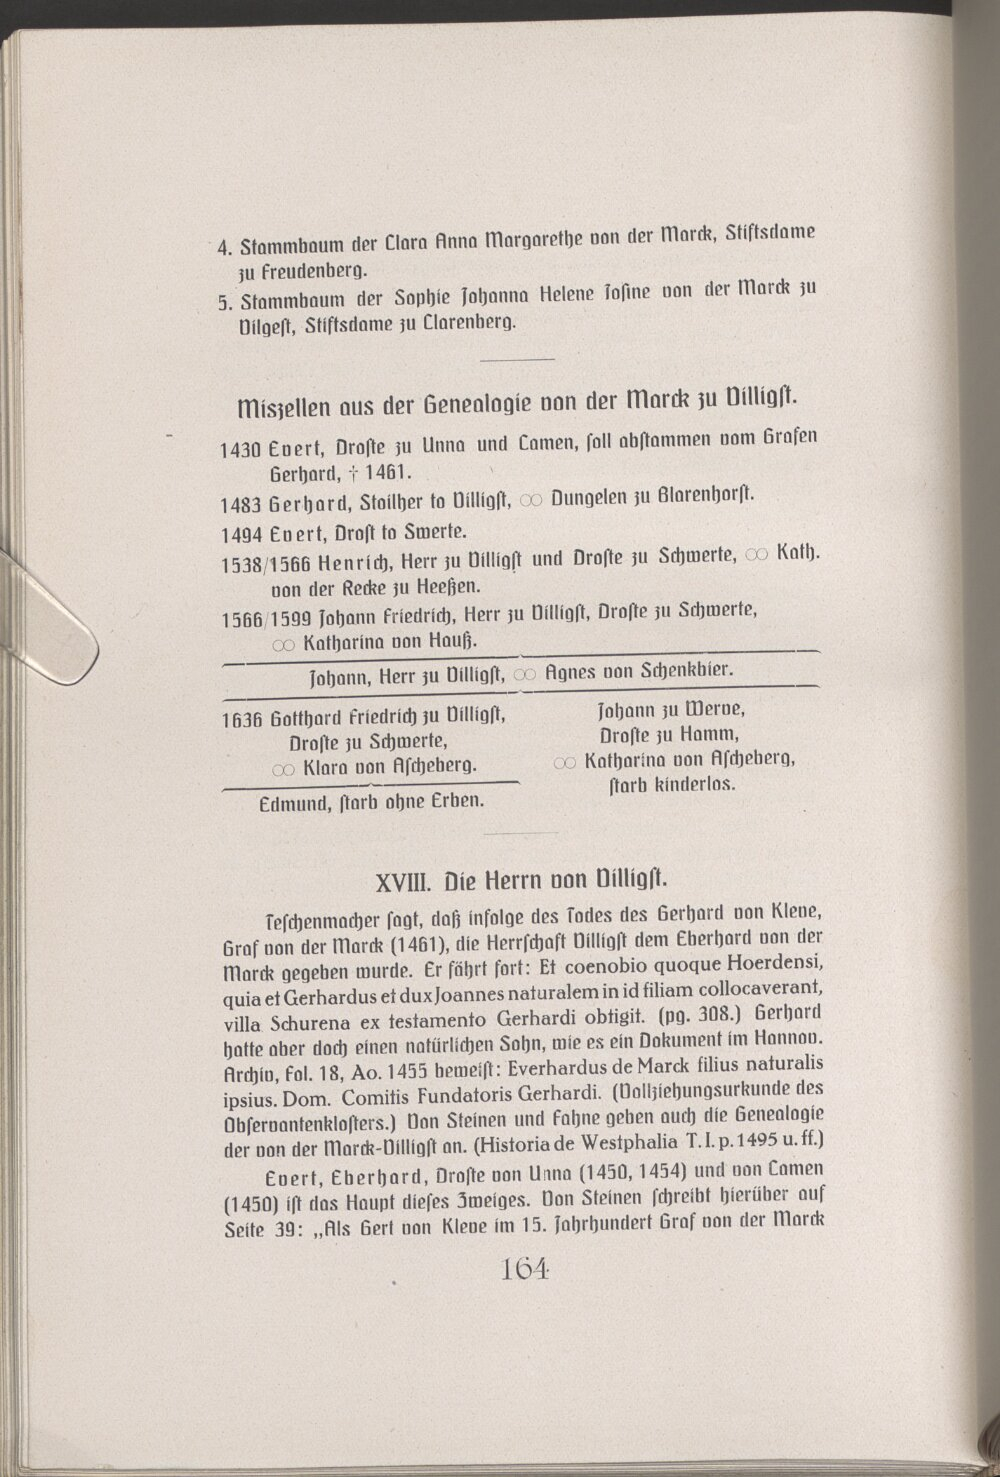 4. Stammbaum der Clara Anna Margarethe von der Marck, Stiftsdame
zu Freudenberg.
5. Stammbaum der Sophie Johanna Helene Josine von der Marck zu
Vilgest, Stiftsdame zu Clarenberg.
Miszellen aus der Genealogie von der Marck zu Villigst.
1430 Evert, Droste zu Unna und Camen, soll abstammen vom Grafen
Gerhard, † 1461.
1483 Gerhard, Stailher to Villigst, ∞ Dungelen zu Blarenhorst.
1494 Evert, Drost to Swerte.
1538/1566 Henrich, Herr zu Villigst und Droste zu Schwerte, ∞ Kath.
von der Recke zu Heeßen.
1566/1599 Johann Friedrich, Herr zu Villigst, Droste zu Schwerte,
∞ Katharina von Hauß.
Johann, Herr zu Villigst, ∞ Agnes von Schenkbier.
1636 Gotthard Friedrich zu Villigst,
Droste zu Schwerte,
∞ Klara von Ascheberg.
Edmund, starb ohne Erben.
Johann zu Werve,
Droste zu Hamm,
∞ Katharina von Ascheberg,
starb kinderlos.
XVIII. Die Herrn von Villigst.
Teschenmacher sagt, daß infolge des Todes des Gerhard von Kleve,
Graf von der Marck (1461), die Herrschaft Villigst dem Eberhard von der
Marck gegeben wurde. Er fährt fort: Et coenobio quoque Hoerdensi,
quia et Gerhardus et dux Joannes naturalem in id filiam collocaverant,
villa Schurena ex testamento Gerhardi obtigit. (pg. 308.) Gerhard
hatte aber doch einen natürlichen Sohn, wie es ein Dokument im Hannov.
Archiv, Fol. 18, Ao. 1455 beweist: Everhardus de Marck filius naturalis
ipsius. Dom. Comitis Fundatoris Gerhardi. (Vollziehungsurkunde des
Observantenklosters.) Von Steinen und Fahne geben auch die Genealogie
der von der Marck-Villigst an. (Historia de Westphalia T. I. p. 1495 u. ff.)
Evert, Eberhard, Droste von Unna (1450, 1454) und von Camen
(1450) ist das Haupt dieses Zweiges. Von Steinen schreibt hierüber auf
Seite 39: „Als Gert von Kleve im 15. Jahrhundert Graf von der Marck
164